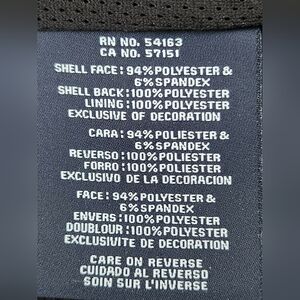 RN NO. 54163
CA NO. 57151
SHELL FACE: 94% POLYESTER &
6% SPANDEX
SHELL BACK: 100% POLYESTER
LINING: 100% POLYESTER
EXCLUSIVE OF DECORATION
CARA: 94% POLIESTER &
6% SPANDEX
REVERSO: 100% POLIESTER
FORRO: 100% POLIESTER
EXCLUSIVO DE LA DECORACION
FACE: 94% POLYESTER &
6% SPANDEX
ENVERS: 100% POLYESTER
DOUBLOUR: 100% POLYESTER
EXCLUSIVITE DE DECORATION
CARE ON REVERSE
CUIDADO AL REVERSO
SOIN SUR L'INVERSE